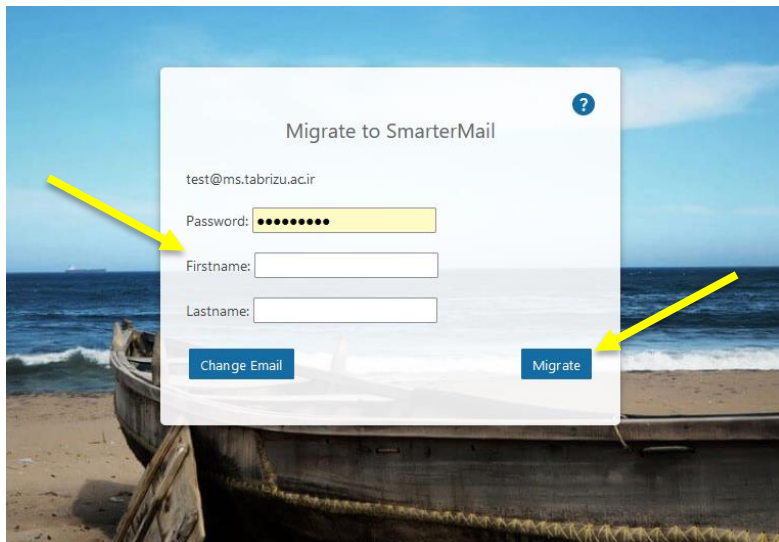 ?
Migrate to SmarterMail
test@ms.tabrizu.ac.ir
Password: •••••••••
Firstname:
Lastname:
Change Email Migrate